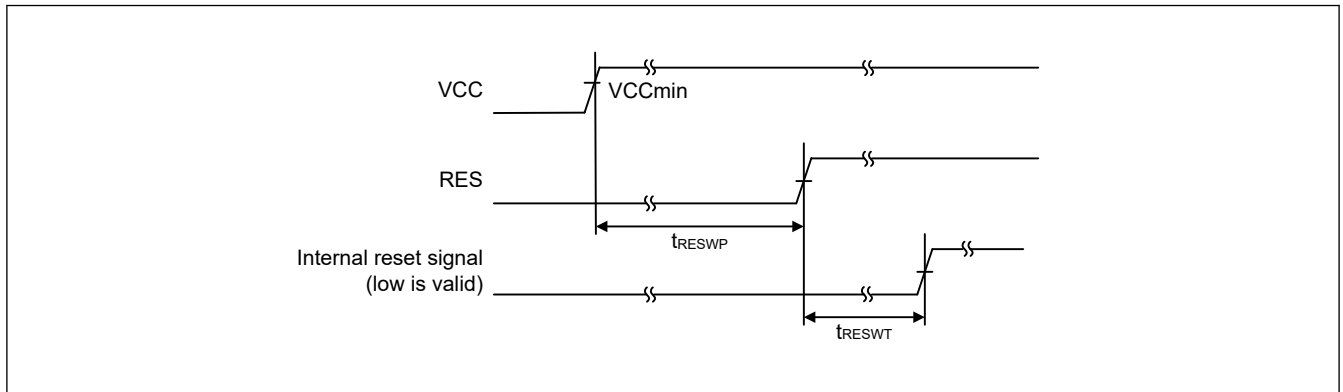 VCC
VCCmin
RES
tRESWP
Internal reset signal
(low is valid)
tRESWT